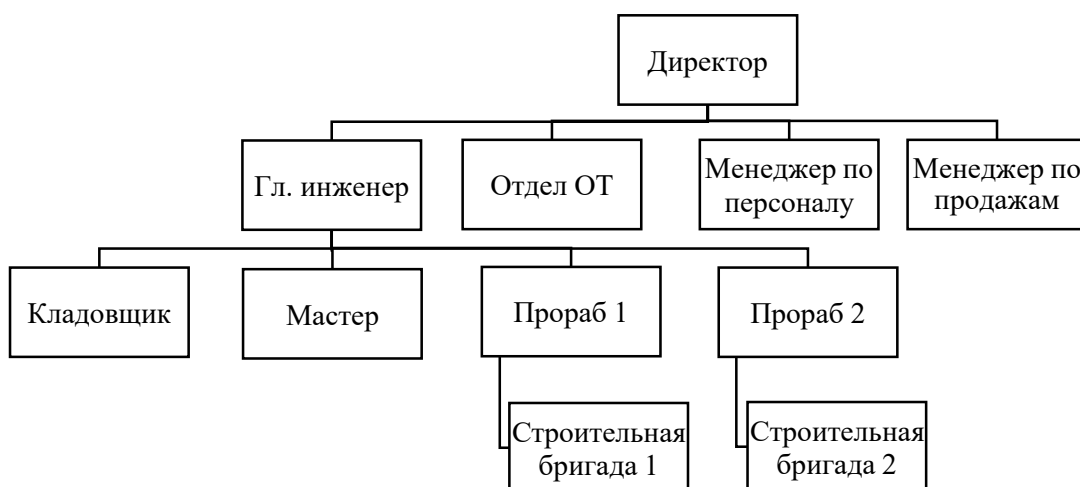 Директор
Гл. инженер
Отдел ОТ
Менеджер по
персоналу
Менеджер по
продажам
Кладовщик
Мастер
Прораб 1
Прораб 2
Строительная
бригада 1
Строительная
бригада 2